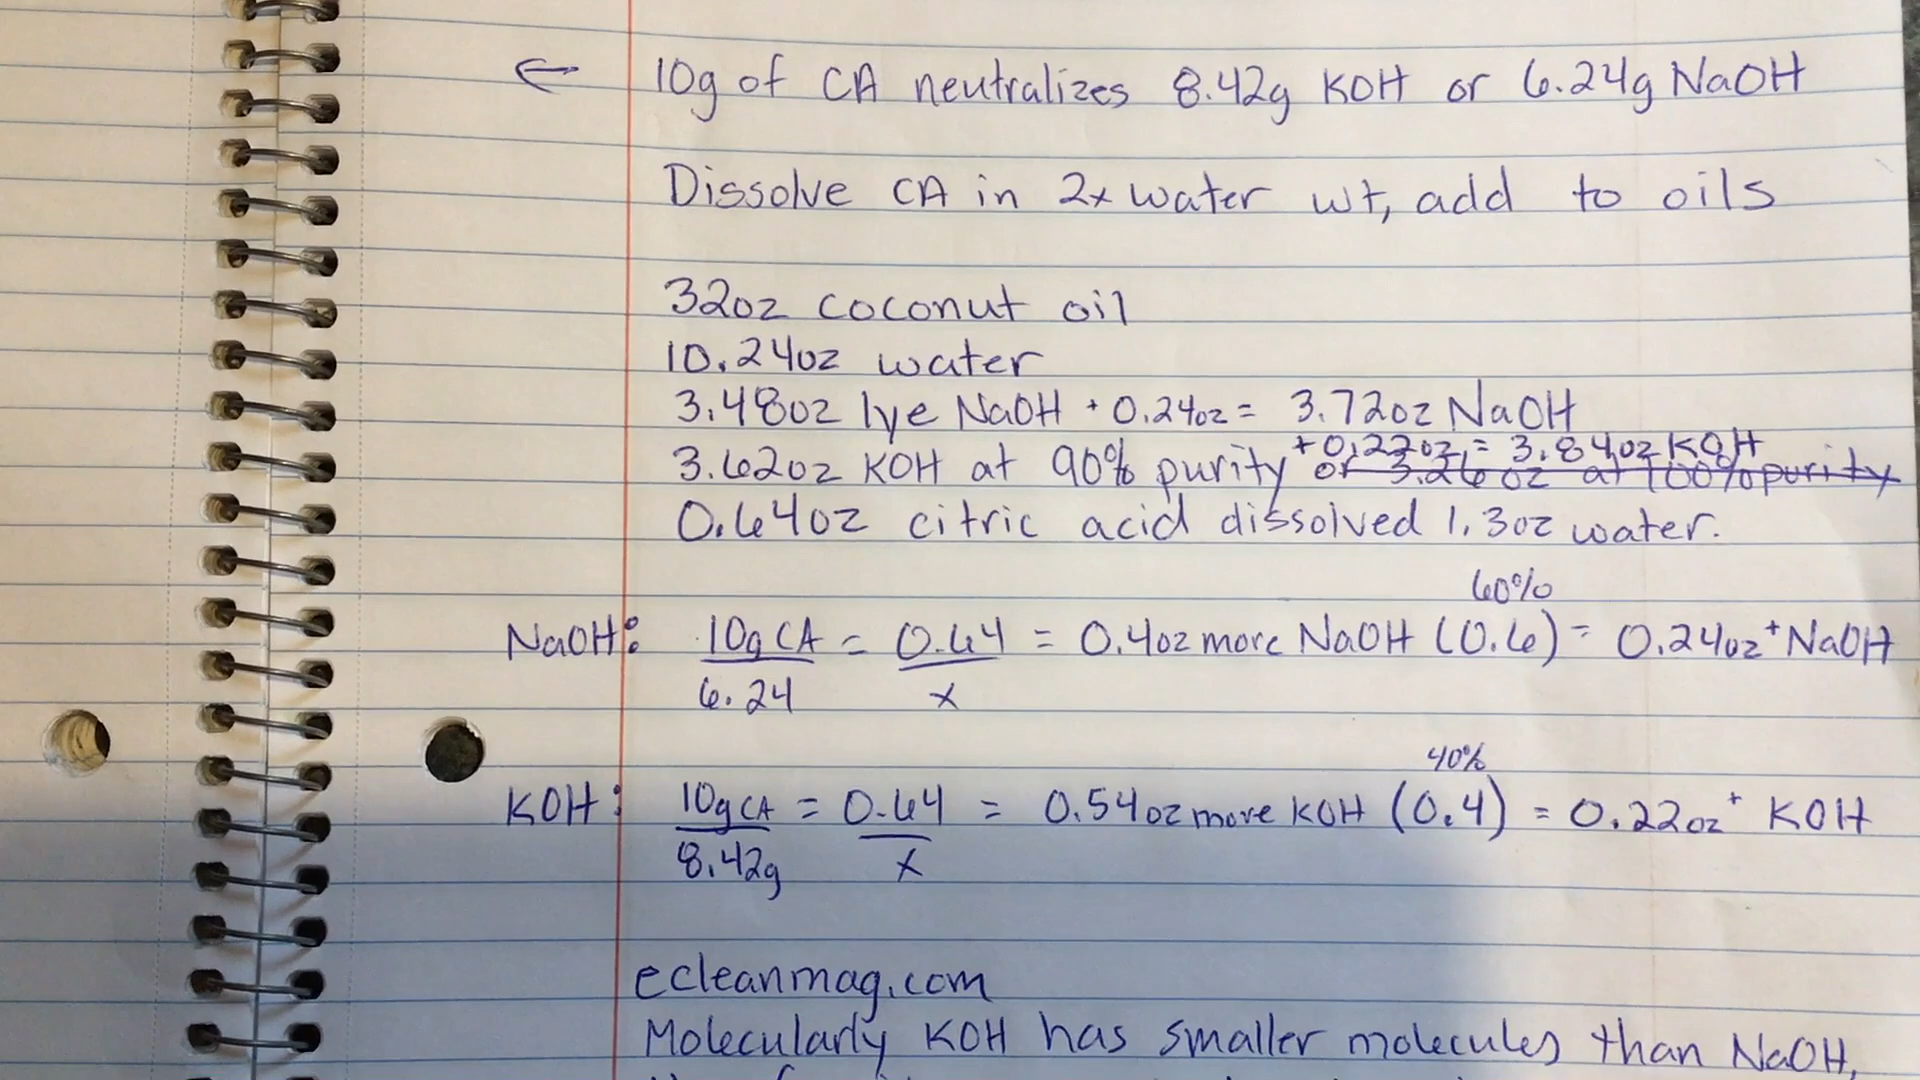 ← 10g of CA neutralizes 8.42g KOH or 6.24g NaOH
Dissolve CA in 2x water wt, add to oils
32oz coconut oil
10.24oz water
3.48oz lye NaOH + 0.24oz = 3.72oz NaOH
+0.22oz = 3.84oz KOH
3.62oz KOH at 90% purity or 3.26oz at 100% purity
0.64oz citric acid dissolved 1.3oz water.
60%
NaOH: 10g CA = 0.64 = 0.4oz more NaOH (0.6) = 0.24oz + NaOH
6.24 x
40%
KOH: 10g CA = 0.64 = 0.54oz more KOH (0.4) = 0.22oz + KOH
8.42g x
ecleanmag.com
Molecularly KOH has smaller molecules than NaOH,